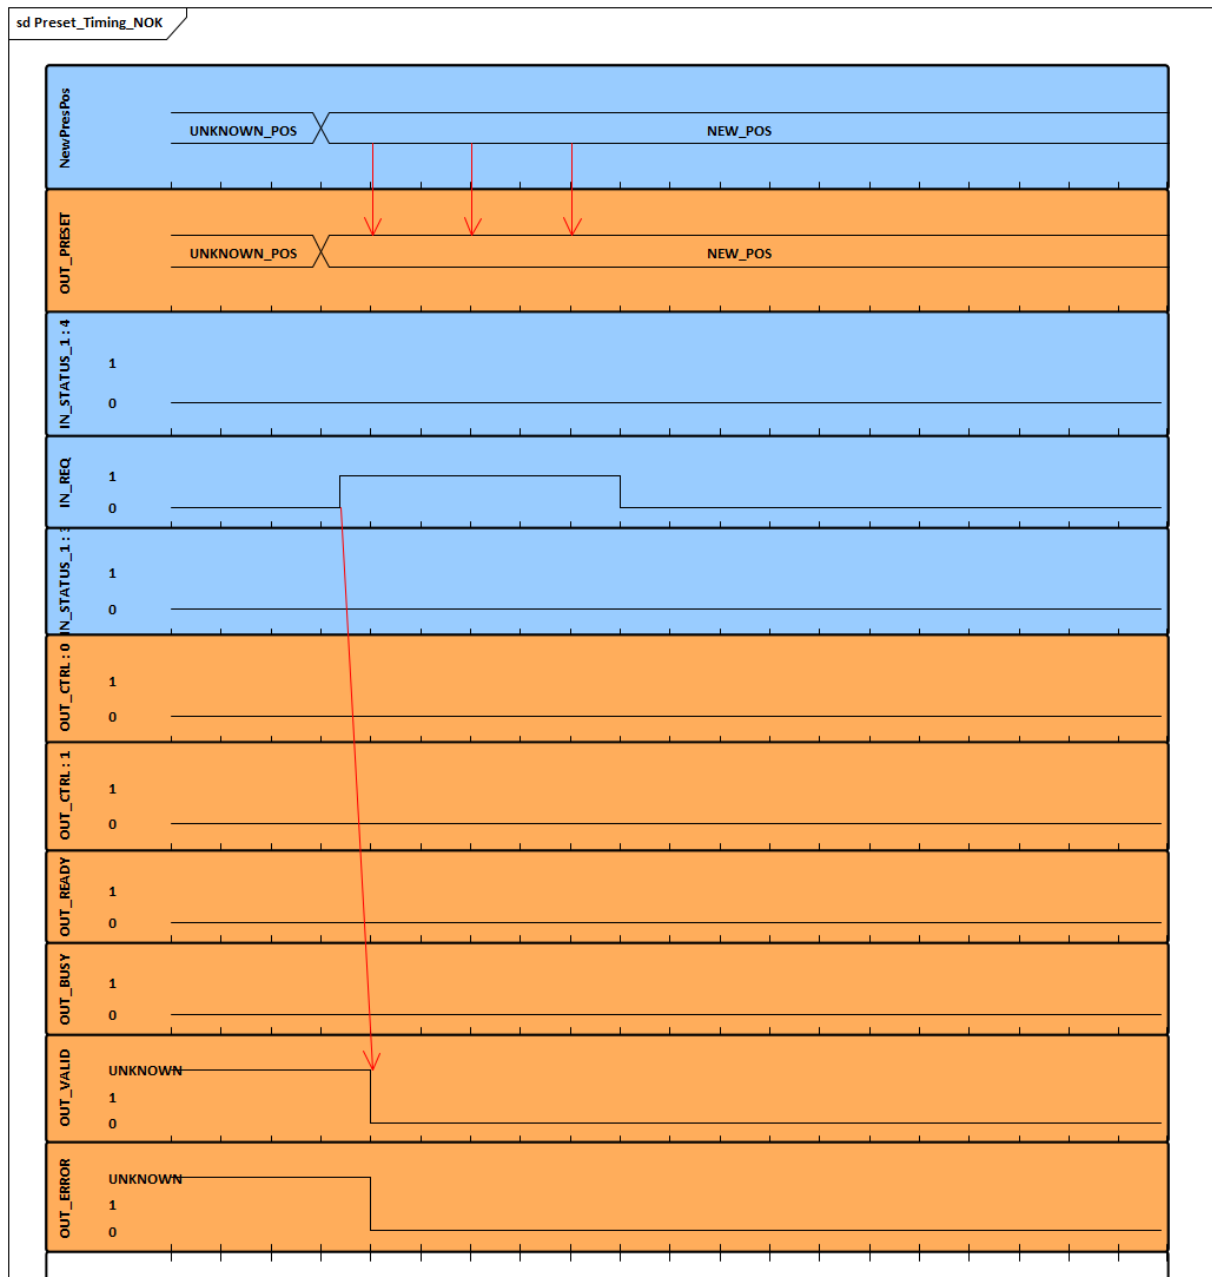 sd Preset_Timing_NOK
NewPresPos
UNKNOWN_POS
NEW_POS
OUT_PRESET
UNKNOWN_POS
NEW_POS
IN_STATUS_1 : 4
1
0
IN_REQ
1
0
IN_STATUS_1 :
1
0
OUT_CTRL : 0
1
0
OUT_CTRL : 1
1
0
OUT_READY
1
0
OUT_BUSY
1
0
OUT_VALID
UNKNOWN
1
0
OUT_ERROR
UNKNOWN
1
0